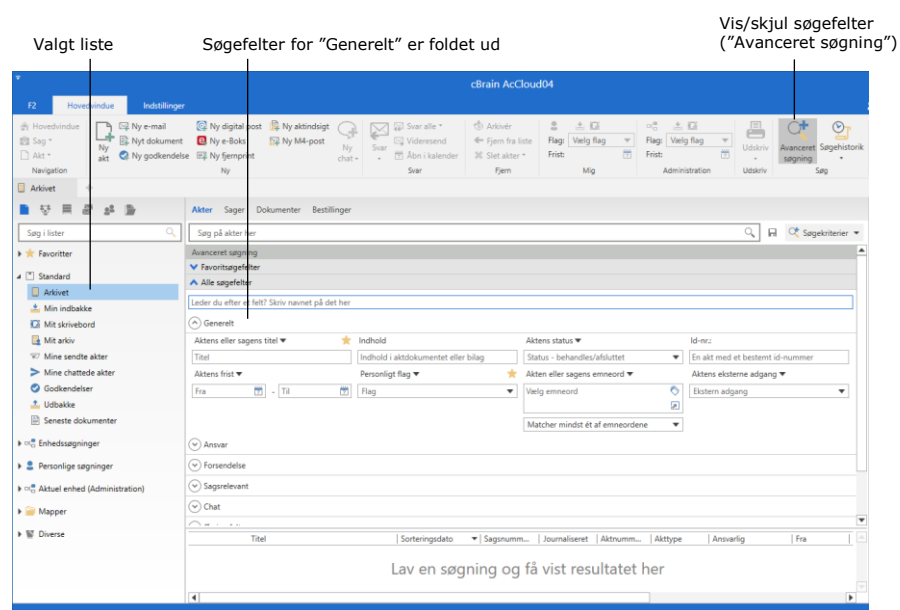 Vis/skjul søgefelter
Valgt liste Søgefelter for ”Generelt” er foldet ud (”Avanceret søgning”)
cBrain AcCloud04
F2 Hovedvindue Indstillinger
Hovedvindue Ny e-mail Ny digital post Ny aktindsigt Svar alle Arkivér
Sag Nyt dokument Ny e-Boks Ny M4-post Videresend Fjern fra liste Flag: Vælg flag Flag: Vælg flag
Akt Ny akt Ny godkendelse Ny fjernprint Ny chat Svar Åbn i kalender Slet akter Frist: Frist: Udskriv Avanceret søgning Søgehistorik
Navigation Ny Svar Fjern Mig Administration Udskriv Søg
Arkivet +
Akter Sager Dokumenter Bestillinger
Søg i lister Søg på akter her Søgekriterier
Favoritter Avanceret søgning
Favoritsøgefelter
Standard Alle søgefelter
Arkivet
Min indbakke Leder du efter et felt? Skriv navnet på det her
Mit skrivebord Generelt
Mit arkiv Aktens eller sagens titel Indhold Aktens status Id-nr.:
Mine sendte akter Titel Indhold i aktdokumentet eller bilag Status - behandles/afsluttet En akt med et bestemt id-nummer
Mine chattede akter Aktens frist Personligt flag Akten eller sagens emneord Aktens eksterne adgang
Godkendelser Fra - Til Flag Vælg emneord Ekstern adgang
Udbakke
Seneste dokumenter Matcher mindst ét af emneordene
Enhedssøgninger Ansvar
Personlige søgninger Forsendelse
Aktuel enhed (Administration) Sagsrelevant
Mapper Chat
Diverse Titel Sorteringsdato Sagsnumm... Journaliseret Aktnumm... Akttype Ansvarlig Fra
Lav en søgning og få vist resultatet her